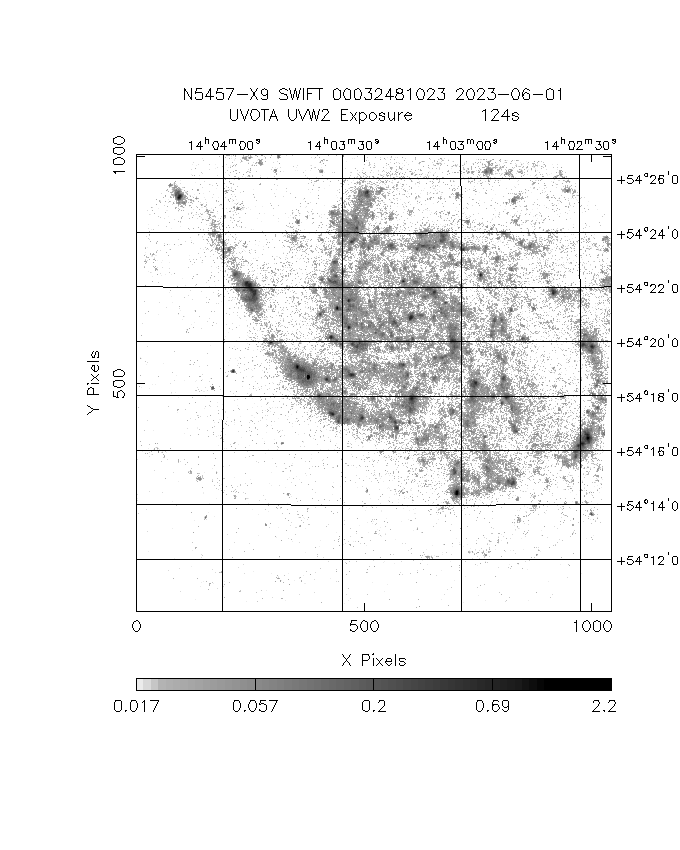 N5457-X9 SWIFT 00032481023 2023-06-01
UVOTA UVW2 Exposure 124s
14ʰ04ᵐ00ˢ 14ʰ03ᵐ30ˢ 14ʰ03ᵐ00ˢ 14ʰ02ᵐ30ˢ
1000
+54°26'0
+54°24'0
+54°22'0
+54°20'0
500
+54°18'0
+54°16'0
+54°14'0
+54°12'0
Y Pixels
0 500 1000
X Pixels
0.017 0.057 0.2 0.69 2.2